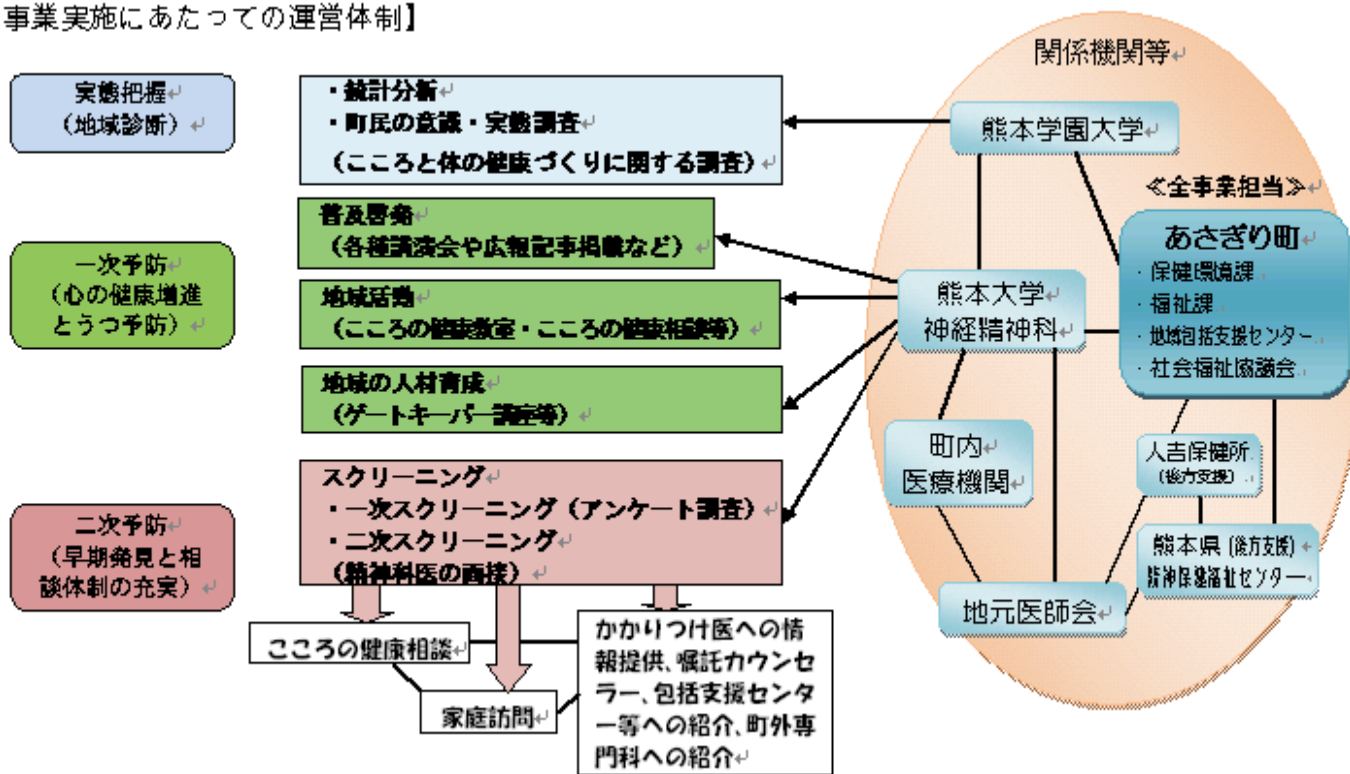 事業実施にあたっての運営体制】
実態把握
(地域診断)
・統計分析
・町民の意識・実態調査
(こころと体の健康づくりに関する調査)
一次予防
(心の健康増進
とうつ予防)
普及啓発
(各種講演会や広報記事掲載など)
地域活動
(こころの健康教室・こころの健康相談等)
地域の人材育成
(ゲートキーパー講座等)
二次予防
(早期発見と相
談体制の充実)
スクリーニング
・一次スクリーニング(アンケート調査)
・二次スクリーニング
(精神科医の面接)
こころの健康相談
家庭訪問
かかりつけ医への情
報提供、嘱託カウンセ
ラー、包括支援センタ
ー等への紹介、町外専
門科への紹介
関係機関等
熊本学園大学
≪全事業担当≫
あさぎり町
・保健環境課
・福祉課
・地域包括支援センター
・社会福祉協議会
熊本大学
神経精神科
町内
医療機関
人吉保健所
(後方支援)
熊本県(後方支援)
精神保健福祉センター
地元医師会